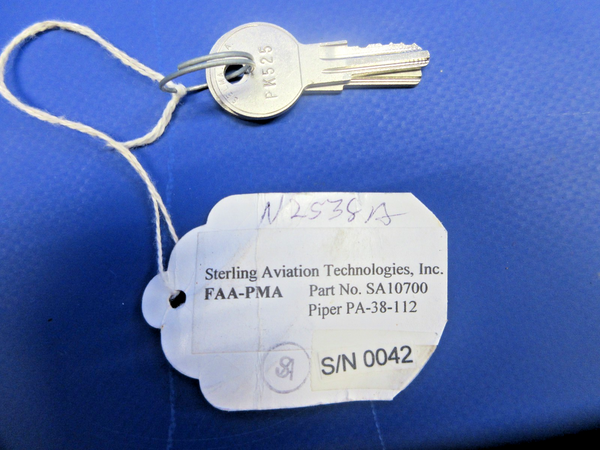 PK525
N2538A
Sterling Aviation Technologies, Inc.
FAA-PMA Part No. SA10700
Piper PA-38-112
S/N 0042